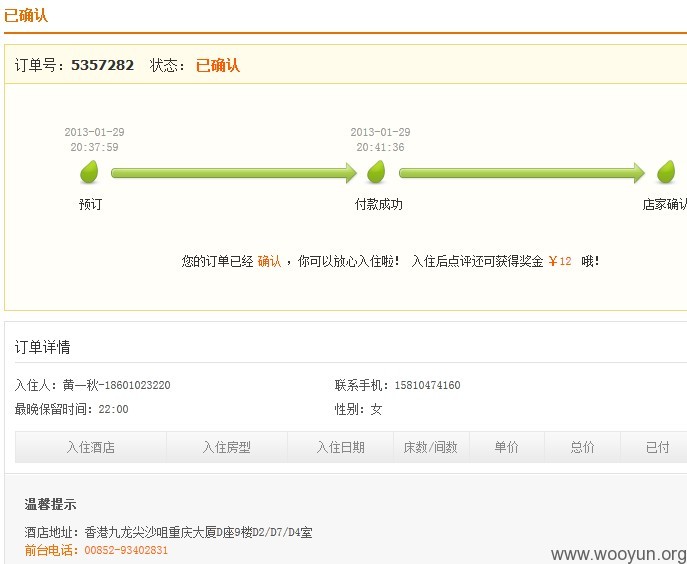 已确认
订单号：5357282 状态：已确认
2013-01-29 2013-01-29
20:37:59 20:41:36
预订 付款成功 店家确认
您的订单已经 确认 ，你可以放心入住啦！ 入住后点评还可获得奖金 ￥12 哦！
订单详情
入住人：黄一秋-18601023220 联系手机：15810474160
最晚保留时间：22:00 性别：女
入住酒店 入住房型 入住日期 床数/间数 单价 总价 已付
温馨提示
酒店地址：香港九龙尖沙咀重庆大厦D座9楼D2/D7/D4室
前台电话：00852-93402831
www.wooyun.org